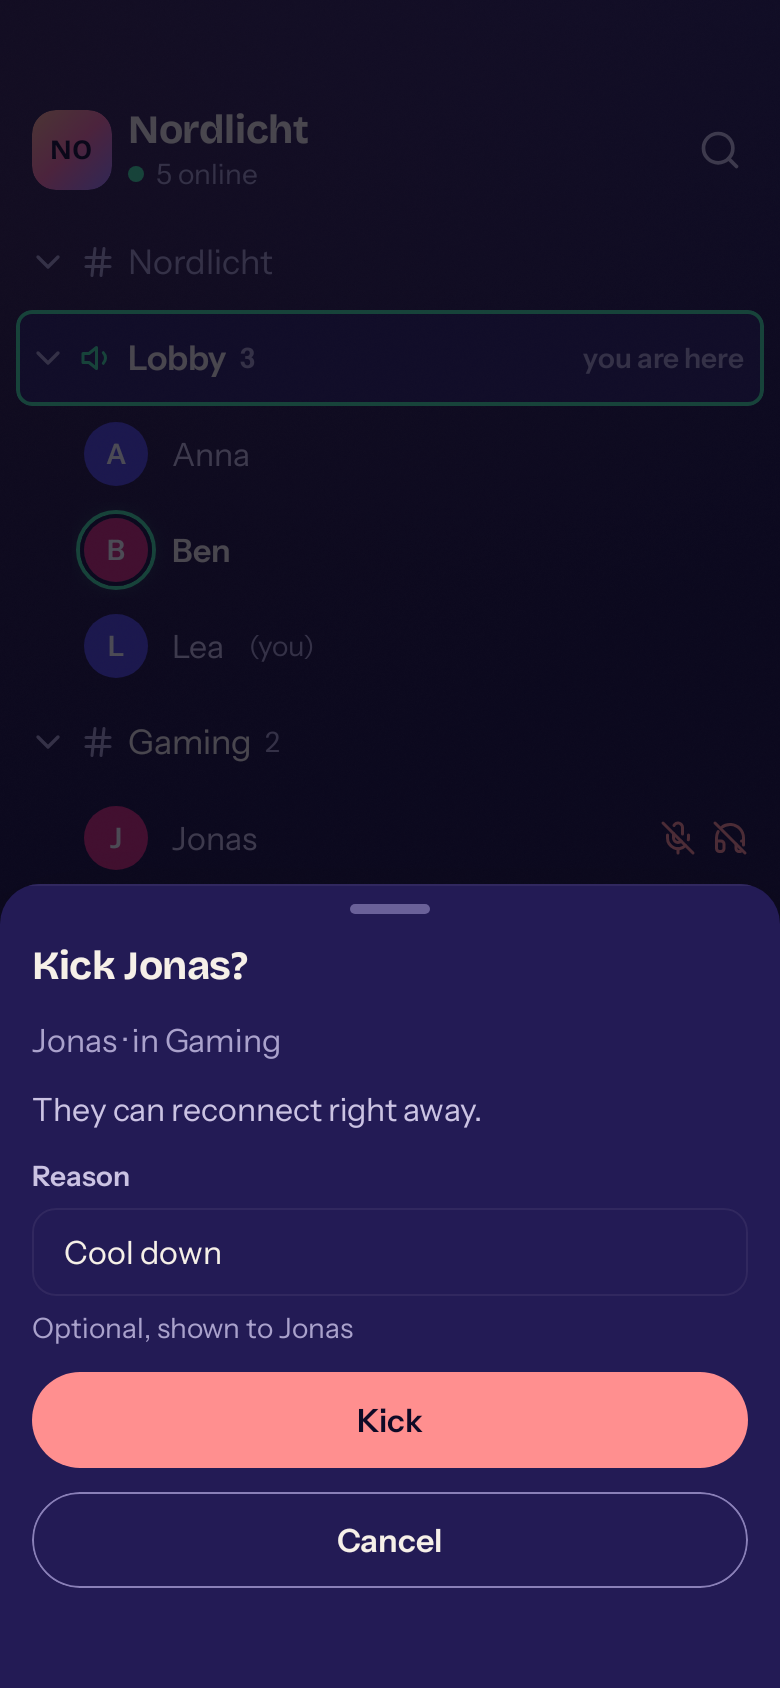 NO
Nordlicht
5 online
# Nordlicht
Lobby 3 you are here
A Anna
B Ben
L Lea (you)
# Gaming 2
J Jonas
Kick Jonas?
Jonas · in Gaming
They can reconnect right away.
Reason
Cool down
Optional, shown to Jonas
Kick
Cancel